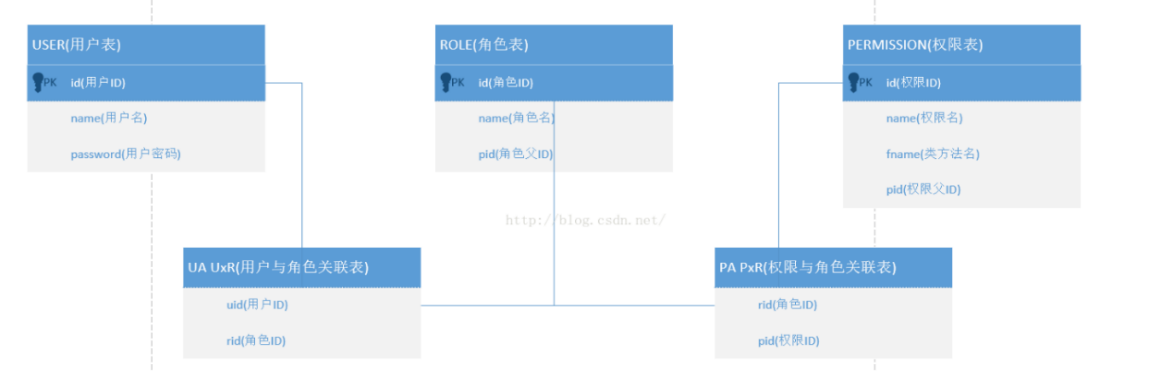 USER(用户表)
PK id(用户ID)
name(用户名)
password(用户密码)
ROLE(角色表)
PK id(角色ID)
name(角色名)
pid(角色父ID)
PERMISSION(权限表)
PK id(权限ID)
name(权限名)
fname(类方法名)
pid(权限父ID)
http://blog.csdn.net/
UA UxR(用户与角色关联表)
uid(用户ID)
rid(角色ID)
PA PxR(权限与角色关联表)
rid(角色ID)
pid(权限ID)